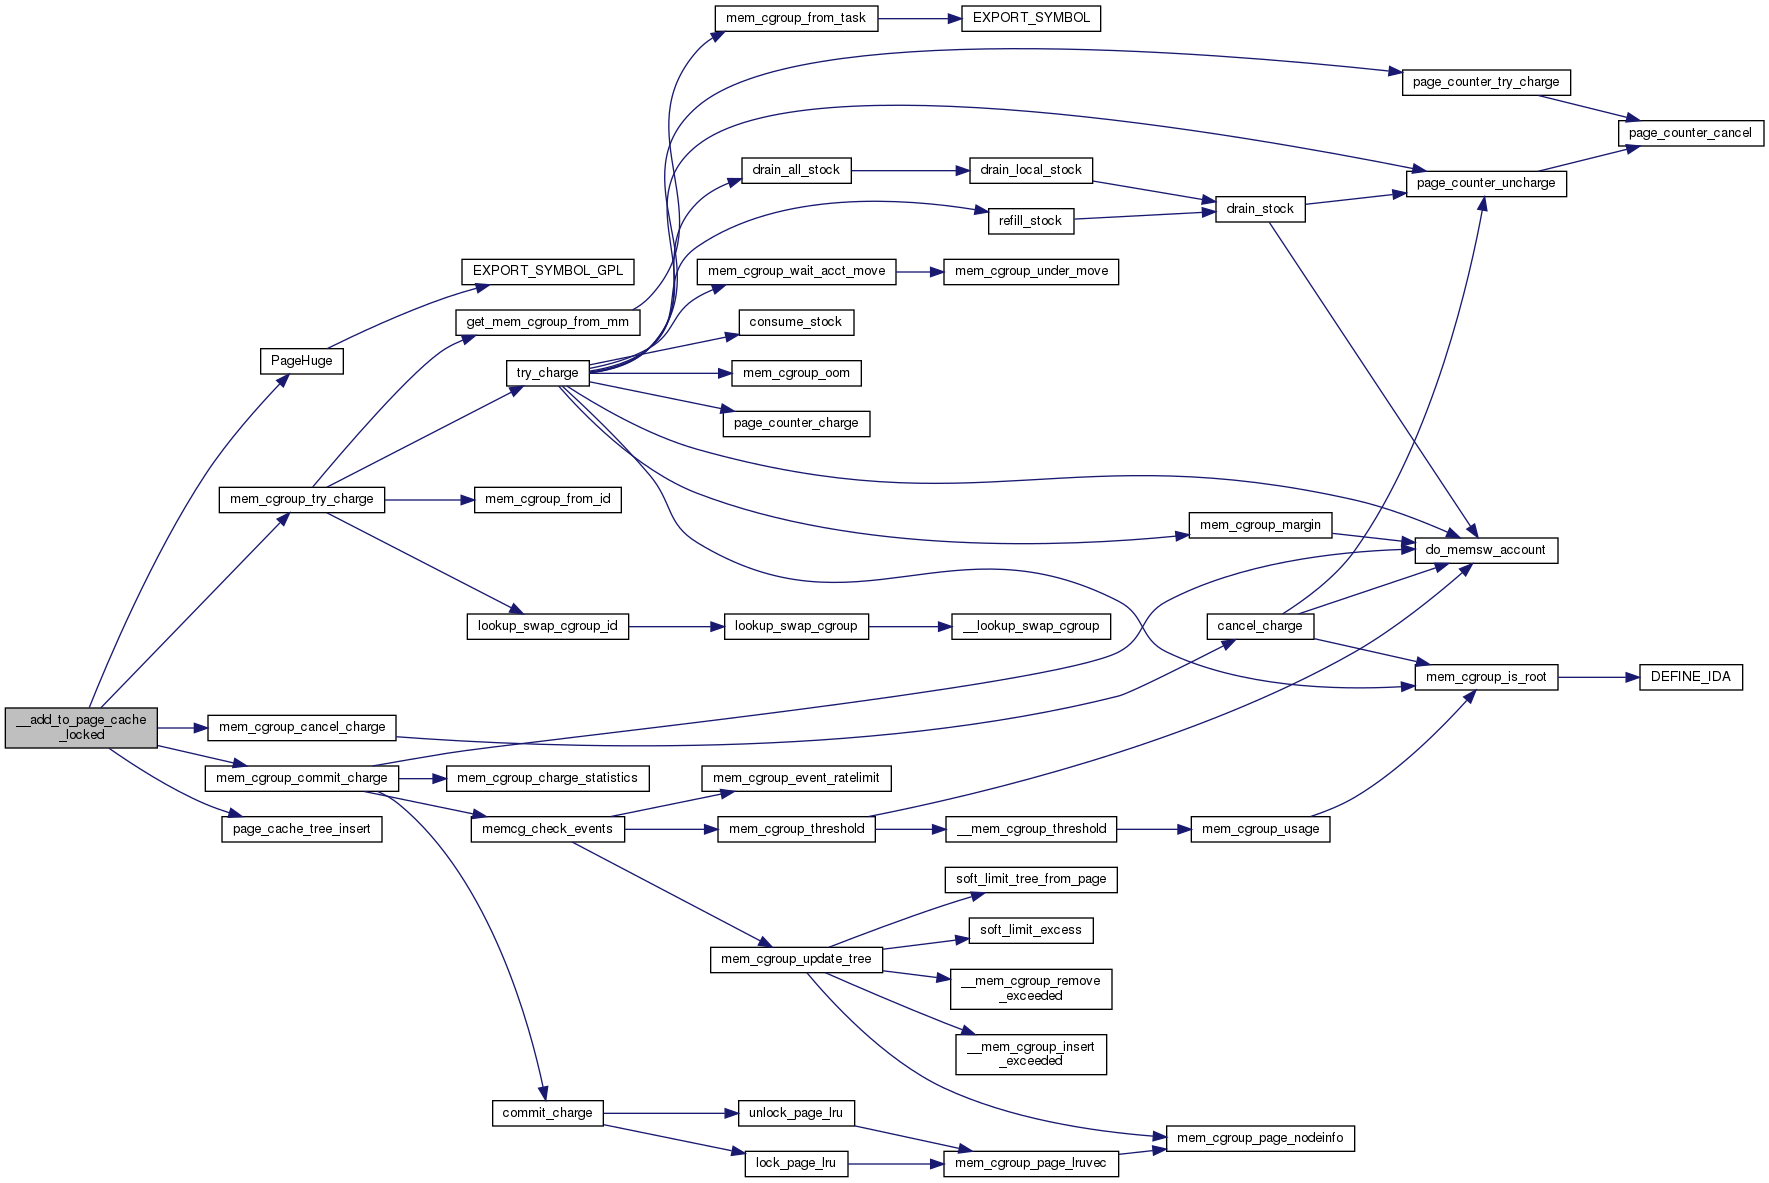 mem_cgroup_from_task
EXPORT_SYMBOL
page_counter_try_charge
page_counter_cancel
drain_all_stock
drain_local_stock
page_counter_uncharge
drain_stock
refill_stock
EXPORT_SYMBOL_GPL
mem_cgroup_wait_acct_move
mem_cgroup_under_move
get_mem_cgroup_from_mm
consume_stock
PageHuge
try_charge
mem_cgroup_oom
page_counter_charge
mem_cgroup_try_charge
mem_cgroup_from_id
mem_cgroup_margin
do_memsw_account
lookup_swap_cgroup_id
lookup_swap_cgroup
__lookup_swap_cgroup
cancel_charge
mem_cgroup_is_root
DEFINE_IDA
__add_to_page_cache
_locked
mem_cgroup_cancel_charge
mem_cgroup_commit_charge
mem_cgroup_charge_statistics
mem_cgroup_event_ratelimit
page_cache_tree_insert
memcg_check_events
mem_cgroup_threshold
__mem_cgroup_threshold
mem_cgroup_usage
soft_limit_tree_from_page
soft_limit_excess
mem_cgroup_update_tree
__mem_cgroup_remove
_exceeded
__mem_cgroup_insert
_exceeded
commit_charge
unlock_page_lru
mem_cgroup_page_nodeinfo
lock_page_lru
mem_cgroup_page_lruvec